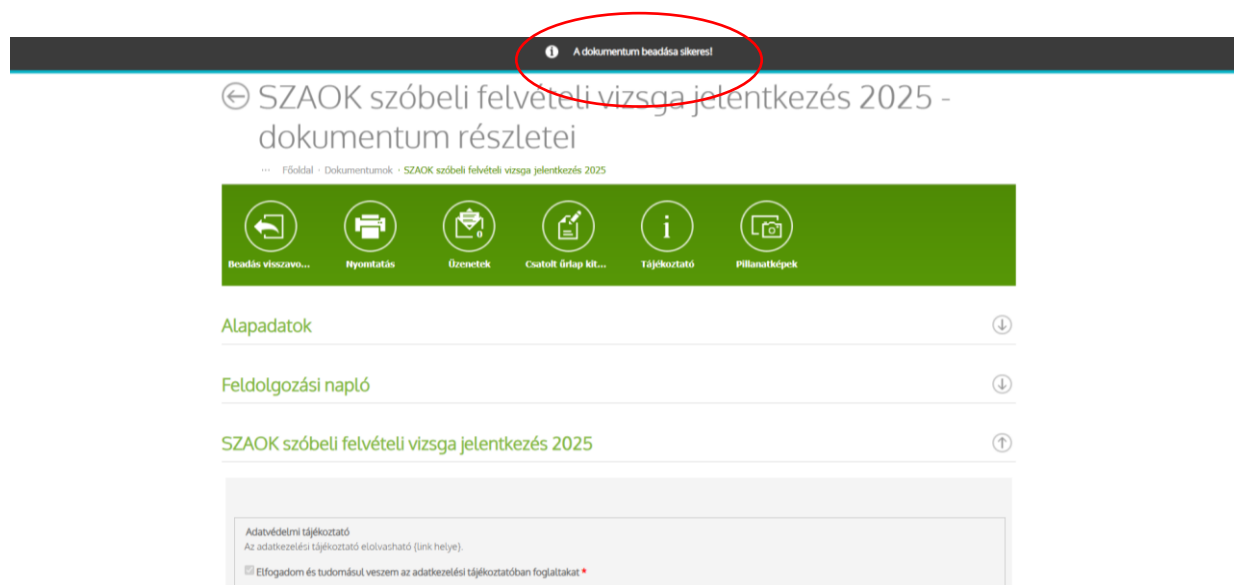 A dokumentum beadása sikeres!
SZAOK szóbeli felvételi vizsga jelentkezés 2025 -
dokumentum részletei
... Főoldal · Dokumentumok · SZAOK szóbeli felvételi vizsga jelentkezés 2025
Beadás visszavo... Nyomtatás Üzenetek Csatolt űrlap kit... Tájékoztató Pillanatképek
Alapadatok
Feldolgozási napló
SZAOK szóbeli felvételi vizsga jelentkezés 2025
Adatvédelmi tájékoztató
Az adatkezelési tájékoztató elolvasható {link helye}.
Elfogadom és tudomásul veszem az adatkezelési tájékoztatóban foglaltakat *